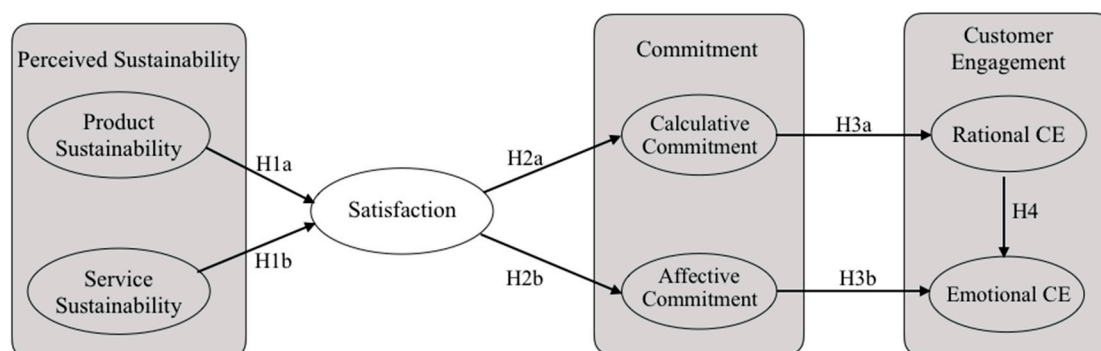 Perceived Sustainability
Product
Sustainability
Service
Sustainability
H1a
H1b
Satisfaction
H2a
H2b
Commitment
Calculative
Commitment
Affective
Commitment
H3a
H3b
Customer
Engagement
Rational CE
H4
Emotional CE